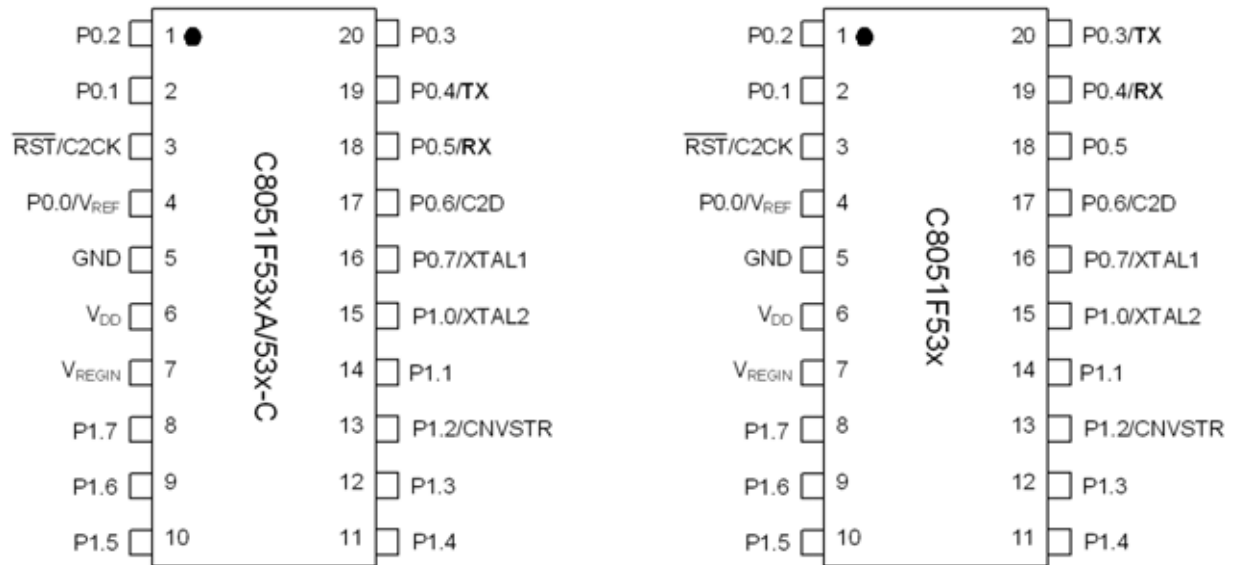 P0.2 1 20 P0.3
P0.1 2 19 P0.4/TX
RST/C2CK 3 18 P0.5/RX
P0.0/VREF 4 17 P0.6/C2D
GND 5 16 P0.7/XTAL1
VDD 6 15 P1.0/XTAL2
VREGIN 7 14 P1.1
P1.7 8 13 P1.2/CNVSTR
P1.6 9 12 P1.3
P1.5 10 11 P1.4
C8051F53xA/53x-C
P0.2 1 20 P0.3/TX
P0.1 2 19 P0.4/RX
RST/C2CK 3 18 P0.5
P0.0/VREF 4 17 P0.6/C2D
GND 5 16 P0.7/XTAL1
VDD 6 15 P1.0/XTAL2
VREGIN 7 14 P1.1
P1.7 8 13 P1.2/CNVSTR
P1.6 9 12 P1.3
P1.5 10 11 P1.4
C8051F53x